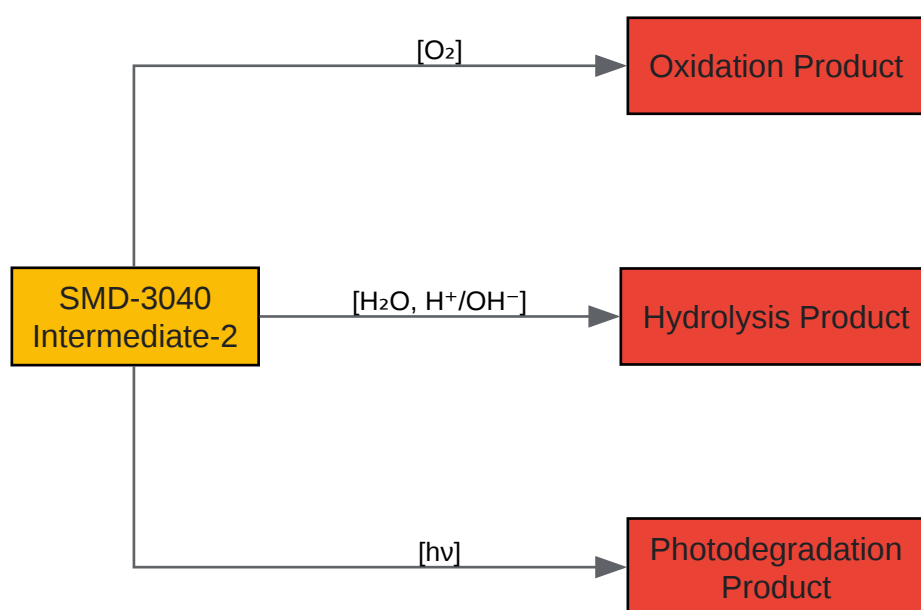 [O₂]
Oxidation Product
SMD-3040
Intermediate-2
[H₂O, H⁺/OH⁻]
Hydrolysis Product
[hν]
Photodegradation
Product